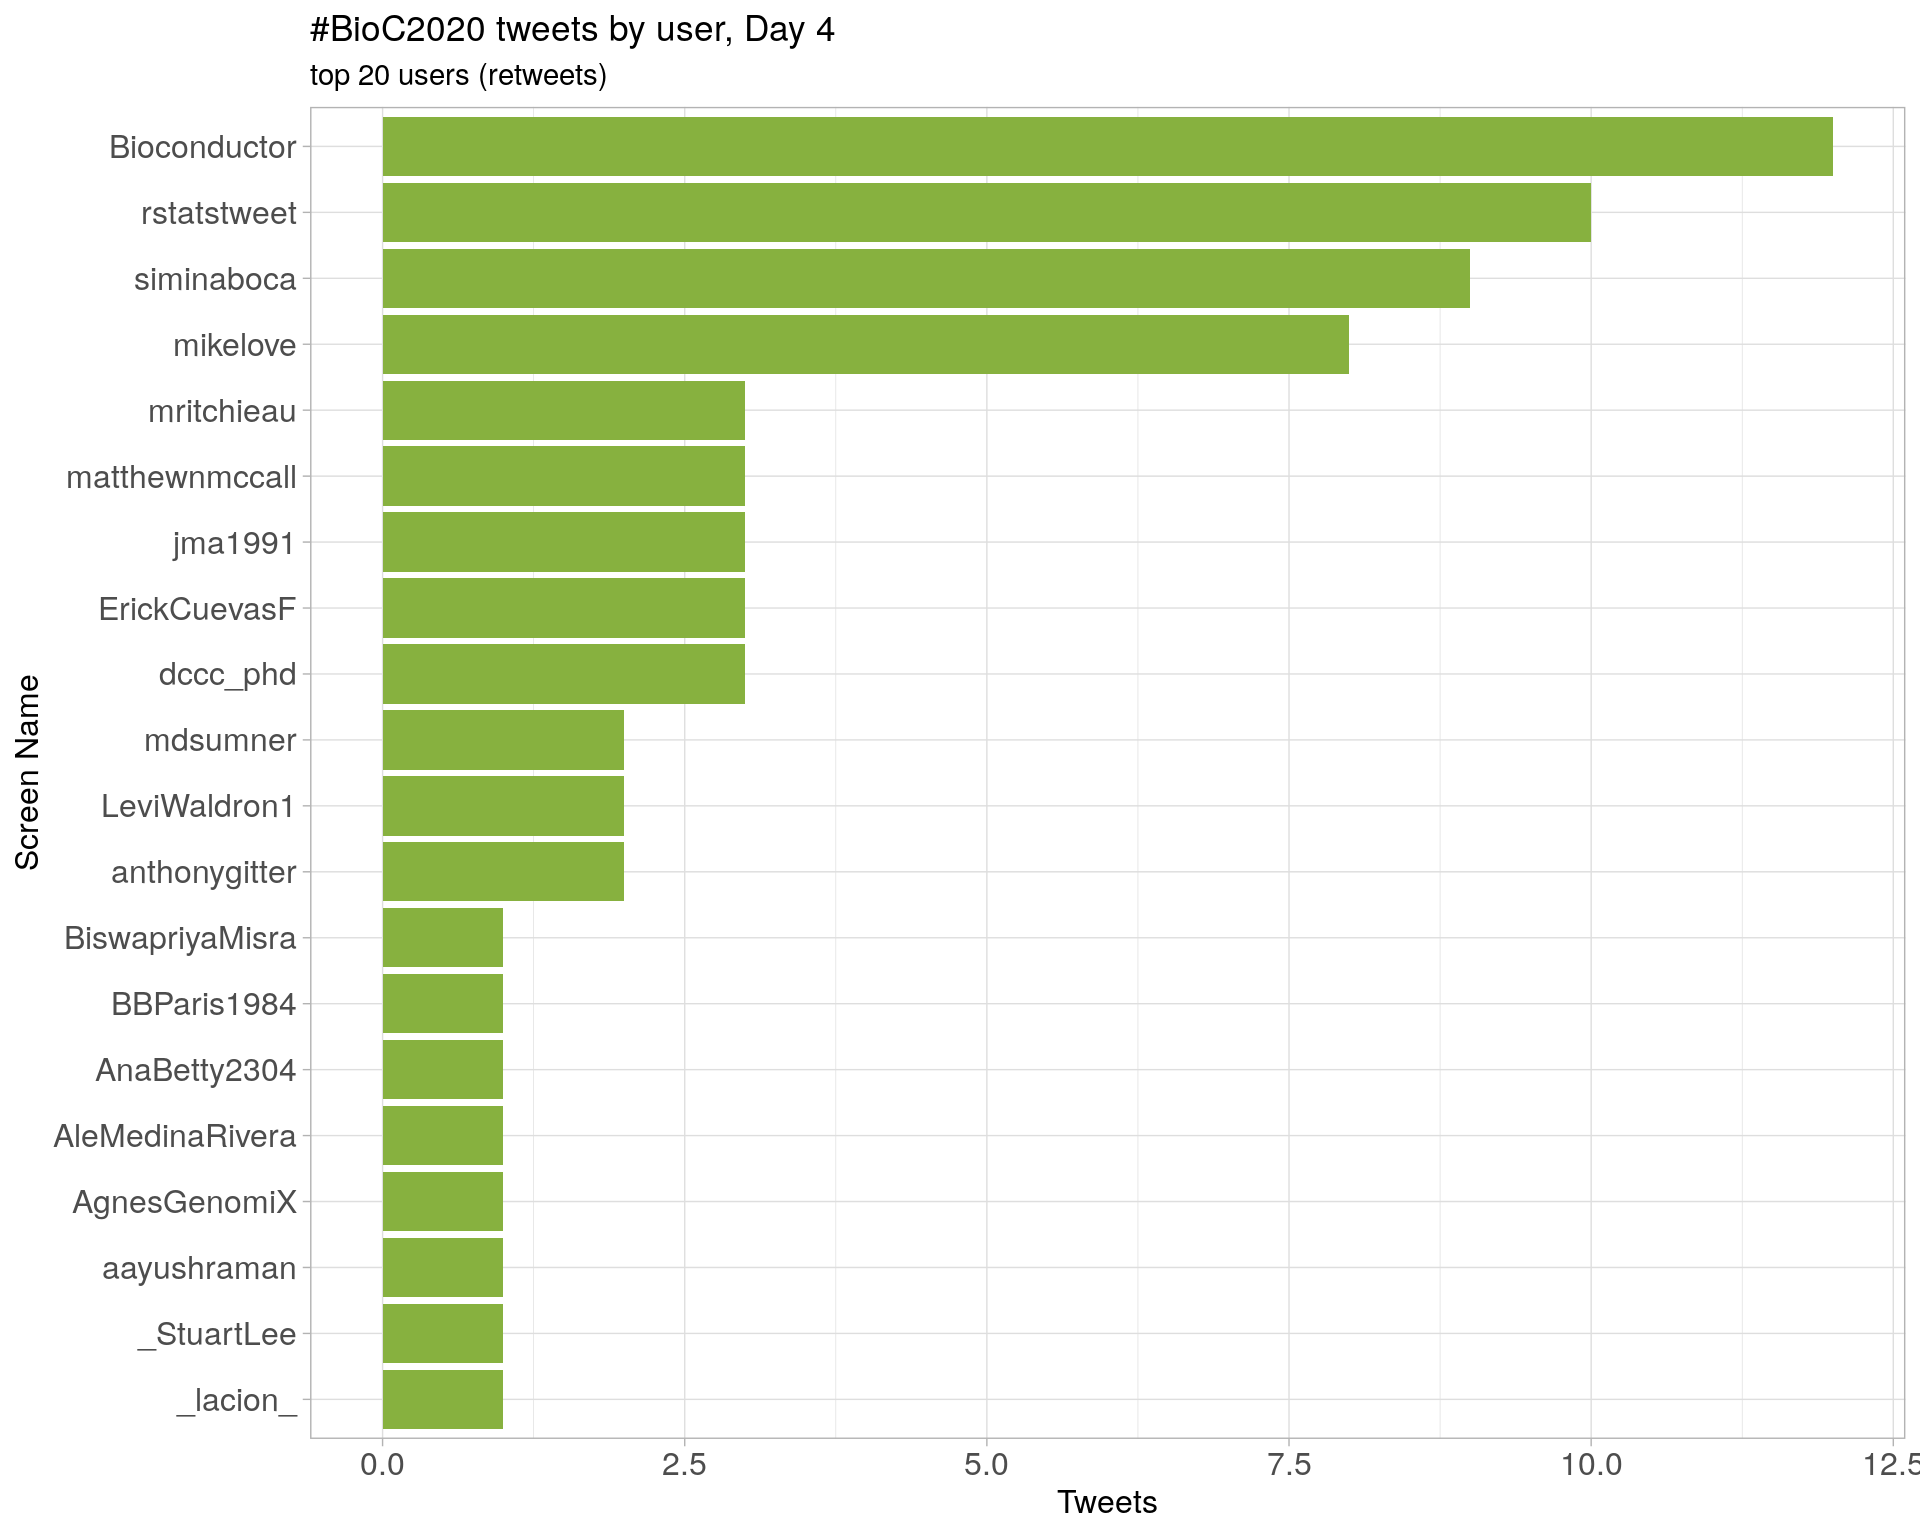 #BioC2020 tweets by user, Day 4
top 20 users (retweets)
Bioconductor
rstatstweet
siminaboca
mikelove
mritchieau
matthewnmccall
jma1991
ErickCuevasF
dccc_phd
mdsumner
LeviWaldron1
anthonygitter
BiswapriyaMisra
BBParis1984
AnaBetty2304
AleMedinaRivera
AgnesGenomiX
aayushraman
_StuartLee
_lacion_
Screen Name
0.0 2.5 5.0 7.5 10.0 12.5
Tweets